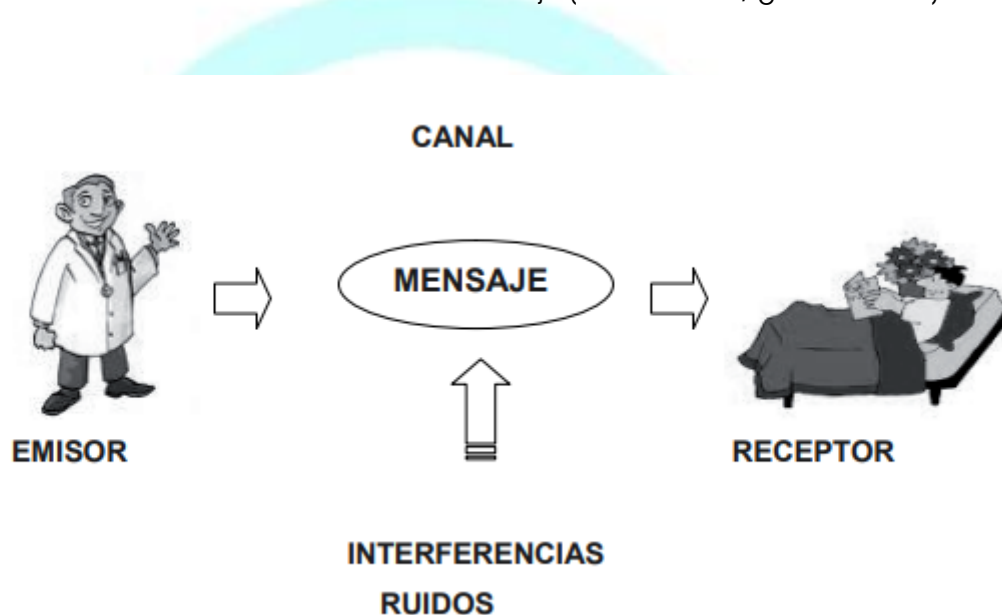 CANAL
MENSAJE
EMISOR
RECEPTOR
INTERFERENCIAS
RUIDOS